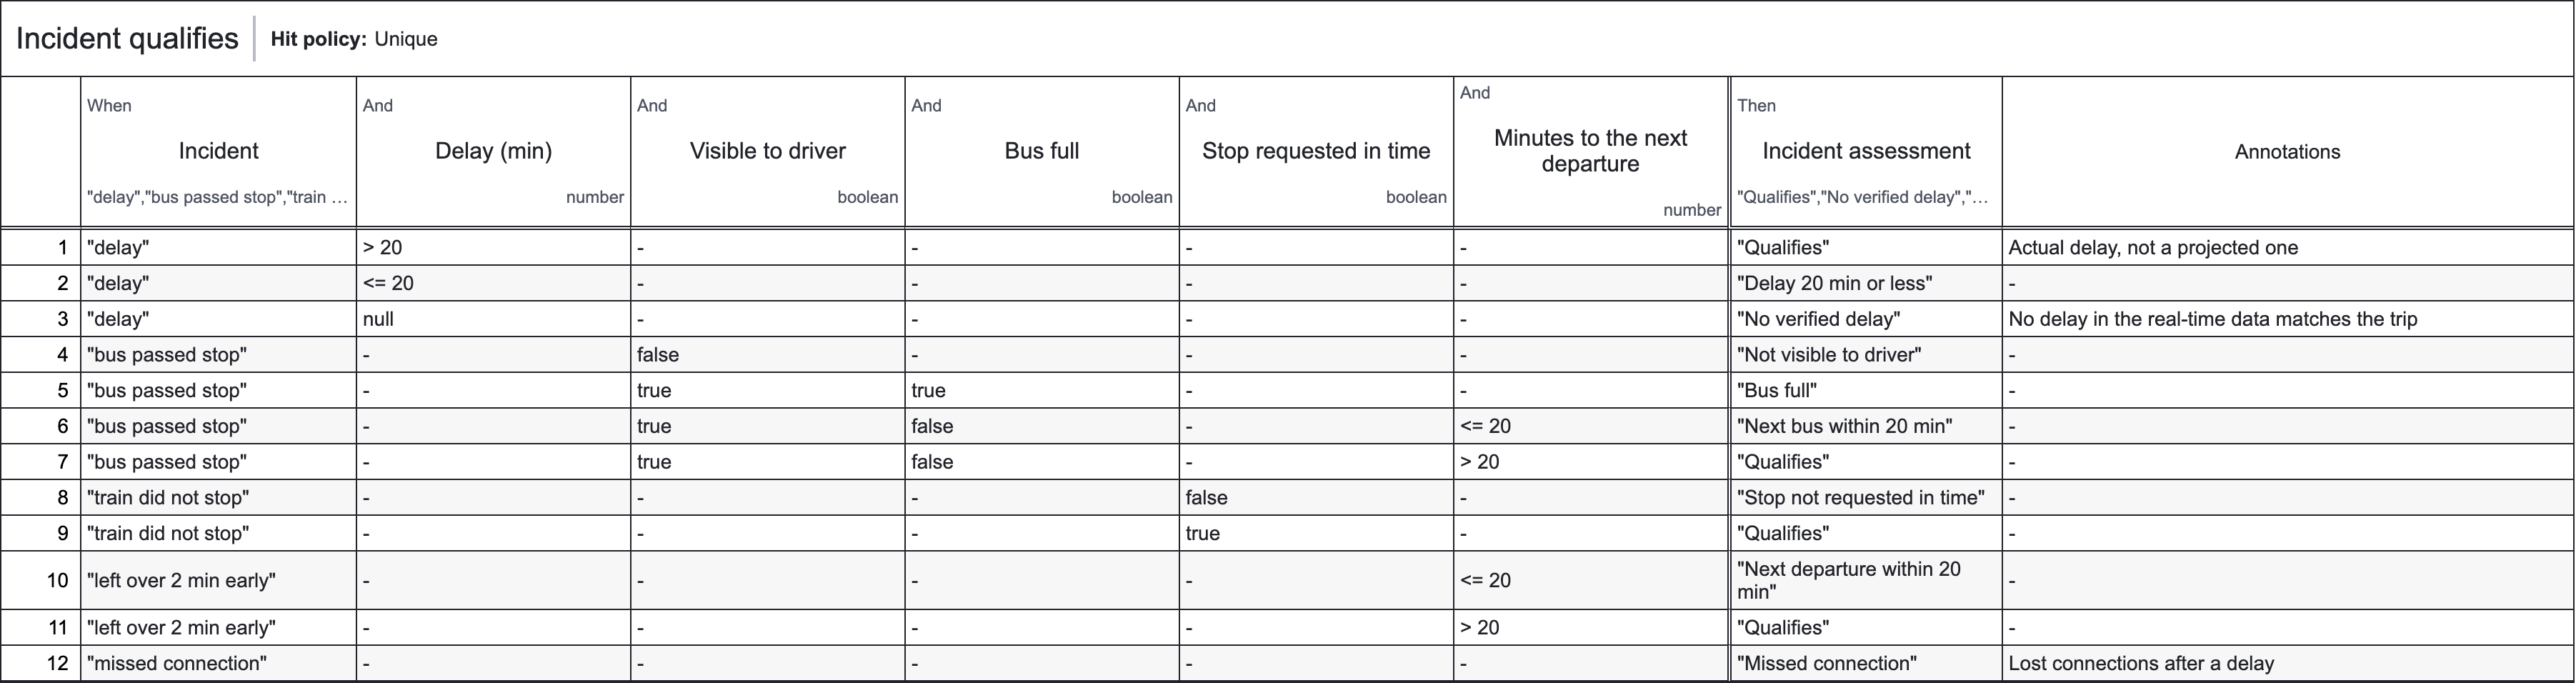 Incident qualifies Hit policy: Unique
When And And And And And Then
Incident Delay (min) Visible to driver Bus full Stop requested in time Minutes to the next departure Incident assessment Annotations
"delay","bus passed stop","train … number boolean boolean boolean number "Qualifies","No verified delay","…
1 "delay" > 20 - - - - "Qualifies" Actual delay, not a projected one
2 "delay" <= 20 - - - - "Delay 20 min or less" -
3 "delay" null - - - - "No verified delay" No delay in the real-time data matches the trip
4 "bus passed stop" - false - - - "Not visible to driver" -
5 "bus passed stop" - true true - - "Bus full" -
6 "bus passed stop" - true false - <= 20 "Next bus within 20 min" -
7 "bus passed stop" - true false - > 20 "Qualifies" -
8 "train did not stop" - - - false - "Stop not requested in time" -
9 "train did not stop" - - - true - "Qualifies" -
10 "left over 2 min early" - - - - <= 20 "Next departure within 20 min" -
11 "left over 2 min early" - - - - > 20 "Qualifies" -
12 "missed connection" - - - - - "Missed connection" Lost connections after a delay